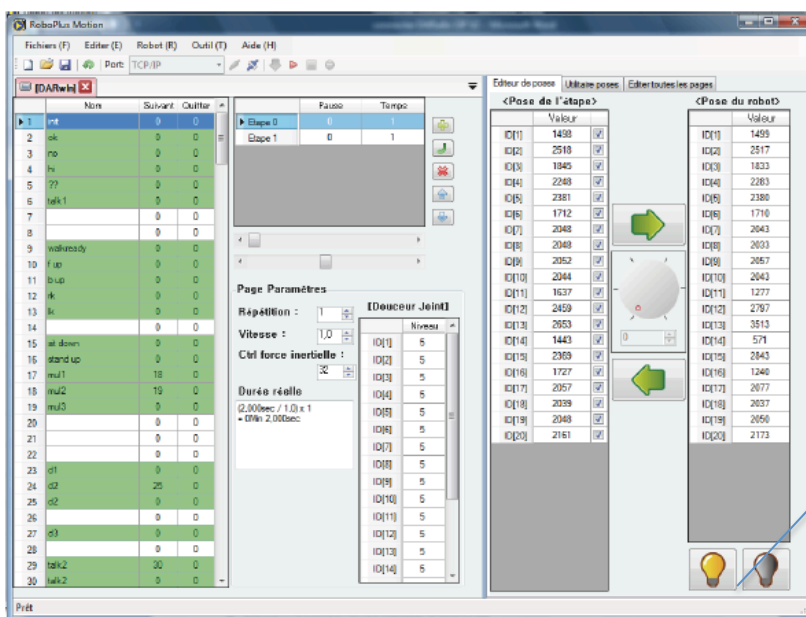 RoboPlus Motion
Fichiers (F) Editer (E) Robot (R) Outil (T) Aide (H)
Port: TCP/IP
[DARwIn]
Nom Suivant Quitter
1 init 0 0
2 ok 0 0
3 no 0 0
4 hi 0 0
5 ?? 0 0
6 talk1 0 0
7 0 0
8 0 0
9 walkready 0 0
10 f up 0 0
11 b up 0 0
12 rk 0 0
13 lk 0 0
14 0 0
15 sit down 0 0
16 stand up 0 0
17 mul1 18 0
18 mul2 19 0
19 mul3 0 0
20 0 0
21 0 0
22 0 0
23 d1 0 0
24 d2 25 0
25 d2 0 0
26 0 0
27 d3 0 0
28 0 0
29 talk2 30 0
30 talk2 0 0
Pause Temps
Etape 0 0 1
Etape 1 0 1
Page Paramètres
Répétition : 1
Vitesse : 1,0
Ctrl force inertielle :
32
Durée réelle
(2,000sec / 1,0) x 1
= 0Min 2,000sec
[Douceur Joint]
Niveau
ID[1] 5
ID[2] 5
ID[3] 5
ID[4] 5
ID[5] 5
ID[6] 5
ID[7] 5
ID[8] 5
ID[9] 5
ID[10] 5
ID[11] 5
ID[12] 5
ID[13] 5
ID[14] 5
Editeur de poses Utilitaire poses Editer toutes les pages
<Pose de l'étape>
Valeur
ID[1] 1498
ID[2] 2518
ID[3] 1845
ID[4] 2248
ID[5] 2381
ID[6] 1712
ID[7] 2048
ID[8] 2048
ID[9] 2052
ID[10] 2044
ID[11] 1637
ID[12] 2459
ID[13] 2653
ID[14] 1443
ID[15] 2369
ID[16] 1727
ID[17] 2057
ID[18] 2039
ID[19] 2048
ID[20] 2161
0
<Pose du robot>
Valeur
ID[1] 1499
ID[2] 2517
ID[3] 1833
ID[4] 2283
ID[5] 2380
ID[6] 1710
ID[7] 2043
ID[8] 2033
ID[9] 2057
ID[10] 2043
ID[11] 1277
ID[12] 2797
ID[13] 3513
ID[14] 571
ID[15] 2843
ID[16] 1240
ID[17] 2077
ID[18] 2037
ID[19] 2050
ID[20] 2173
Prêt